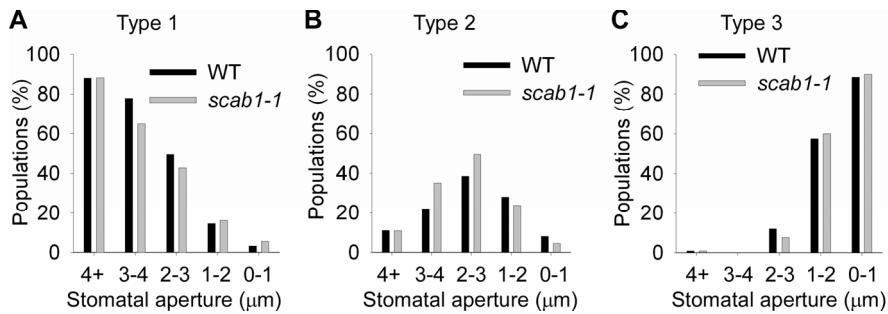 A Type 1
100
80
60
40
20
0
Populations (%)
WT
scab1-1
4+ 3-4 2-3 1-2 0-1
Stomatal aperture (μm)
B Type 2
100
80
60
40
20
0
Populations (%)
WT
scab1-1
4+ 3-4 2-3 1-2 0-1
Stomatal aperture (μm)
C Type 3
100
80
60
40
20
0
Populations (%)
WT
scab1-1
4+ 3-4 2-3 1-2 0-1
Stomatal aperture (μm)